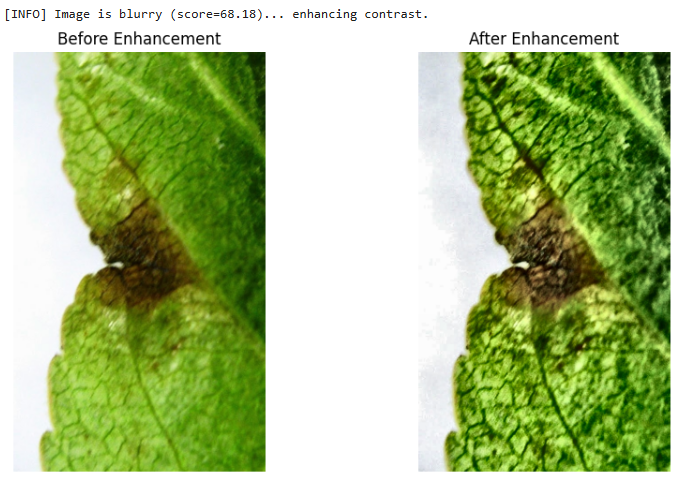 [INFO] Image is blurry (score=68.18)... enhancing contrast.
Before Enhancement
After Enhancement